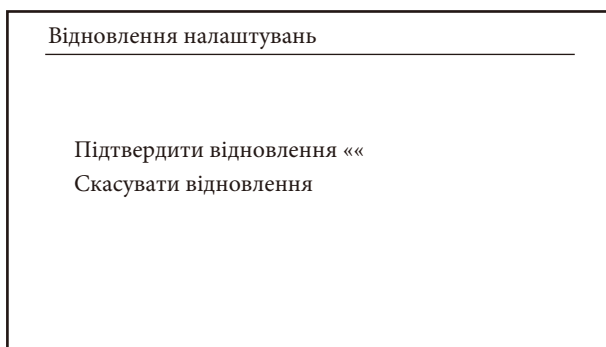 Відновлення налаштувань
Підтвердити відновлення ««
Скасувати відновлення